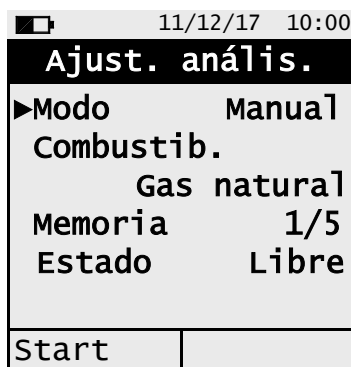 11/12/17 10:00
Ajust. anális.
▶Modo Manual
Combustib.
Gas natural
Memoria 1/5
Estado Libre
Start